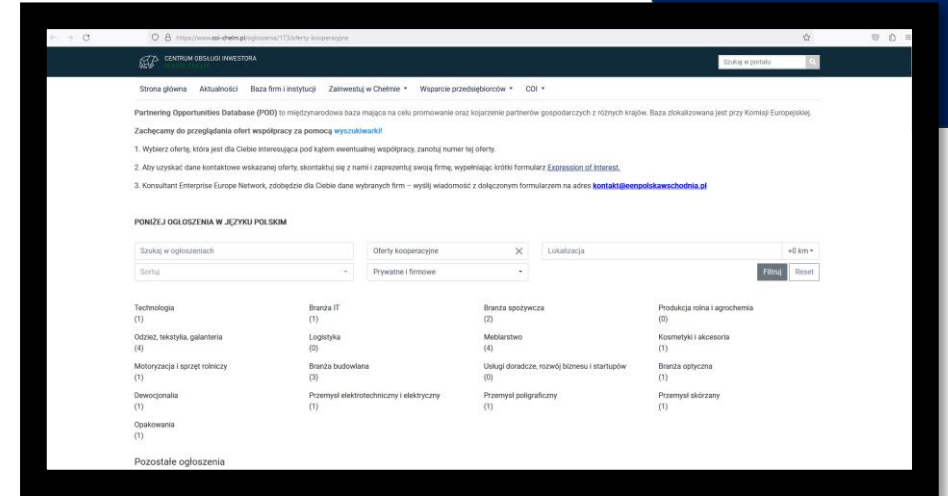 https://www.coi-chelm.pl/ogloszenia/173/oferty-kooperacyjne
CENTRUM OBSŁUGI INWESTORA
Szukaj w portalu
Strona główna Aktualności Baza firm i instytucji Zainwestuj w Chełmie Wsparcie przedsiębiorców COI
Partnering Opportunities Database (POD) to międzynarodowa baza mająca na celu promowanie oraz kojarzenie partnerów gospodarczych z różnych krajów. Baza zlokalizowana jest przy Komisji Europejskiej.
Zachęcamy do przeglądania ofert współpracy za pomocą wyszukiwarki!
1. Wybierz ofertę, która jest dla Ciebie interesująca pod kątem ewentualnej współpracy, zanotuj numer tej oferty.
2. Aby uzyskać dane kontaktowe wskazanej oferty, skontaktuj się z nami i zaprezentuj swoją firmę, wypełniając krótki formularz Expression of Interest.
3. Konsultant Enterprise Europe Network, zdobędzie dla Ciebie dane wybranych firm – wyślij wiadomość z dołączonym formularzem na adres kontakt@eenpolskawschodnia.pl
PONIŻEJ OGŁOSZENIA W JĘZYKU POLSKIM
Szukaj w ogłoszeniach Oferty kooperacyjne Lokalizacja +0 km
Sortuj Prywatne i firmowe Filtruj Reset
Technologia Branża IT Branża spożywcza Produkcja rolna i agrochemia
(1) (1) (2) (0)
Odzież, tekstylia, galanteria Logistyka Meblarstwo Kosmetyki i akcesoria
(4) (0) (4) (1)
Motoryzacja i sprzęt rolniczy Branża budowlana Usługi doradcze, rozwój biznesu i startupów Branża optyczna
(1) (3) (0) (1)
Dewocjonalia Przemysł elektrotechniczny i elektryczny Przemysł poligraficzny Przemysł skórzany
(1) (1) (1) (1)
Opakowania
(1)
Pozostałe ogłoszenia